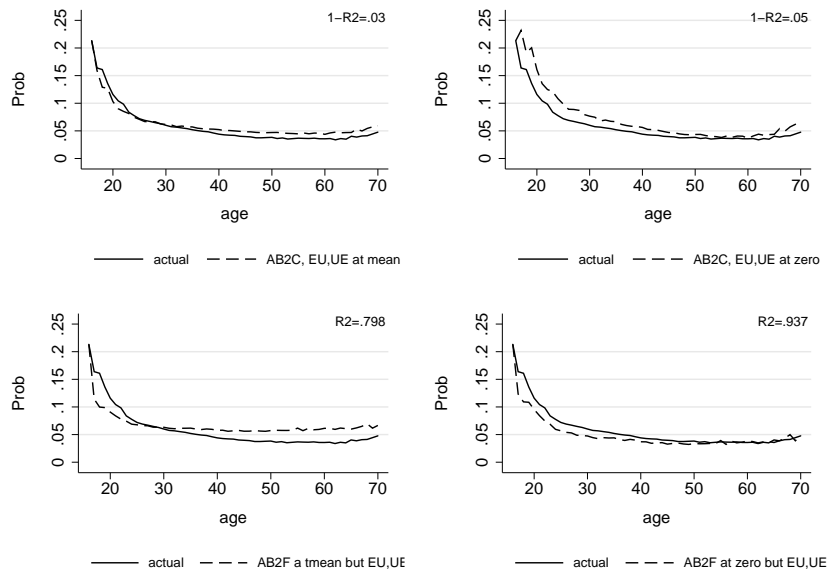 1−R2=.03
Prob
0 .05 .1 .15 .2 .25
20 30 40 50 60 70
age
actual AB2C, EU,UE at mean
1−R2=.05
Prob
0 .05 .1 .15 .2 .25
20 30 40 50 60 70
age
actual AB2C, EU,UE at zero
R2=.798
Prob
0 .05 .1 .15 .2 .25
20 30 40 50 60 70
age
actual AB2F a tmean but EU,UE
R2=.937
Prob
0 .05 .1 .15 .2 .25
20 30 40 50 60 70
age
actual AB2F at zero but EU,UE